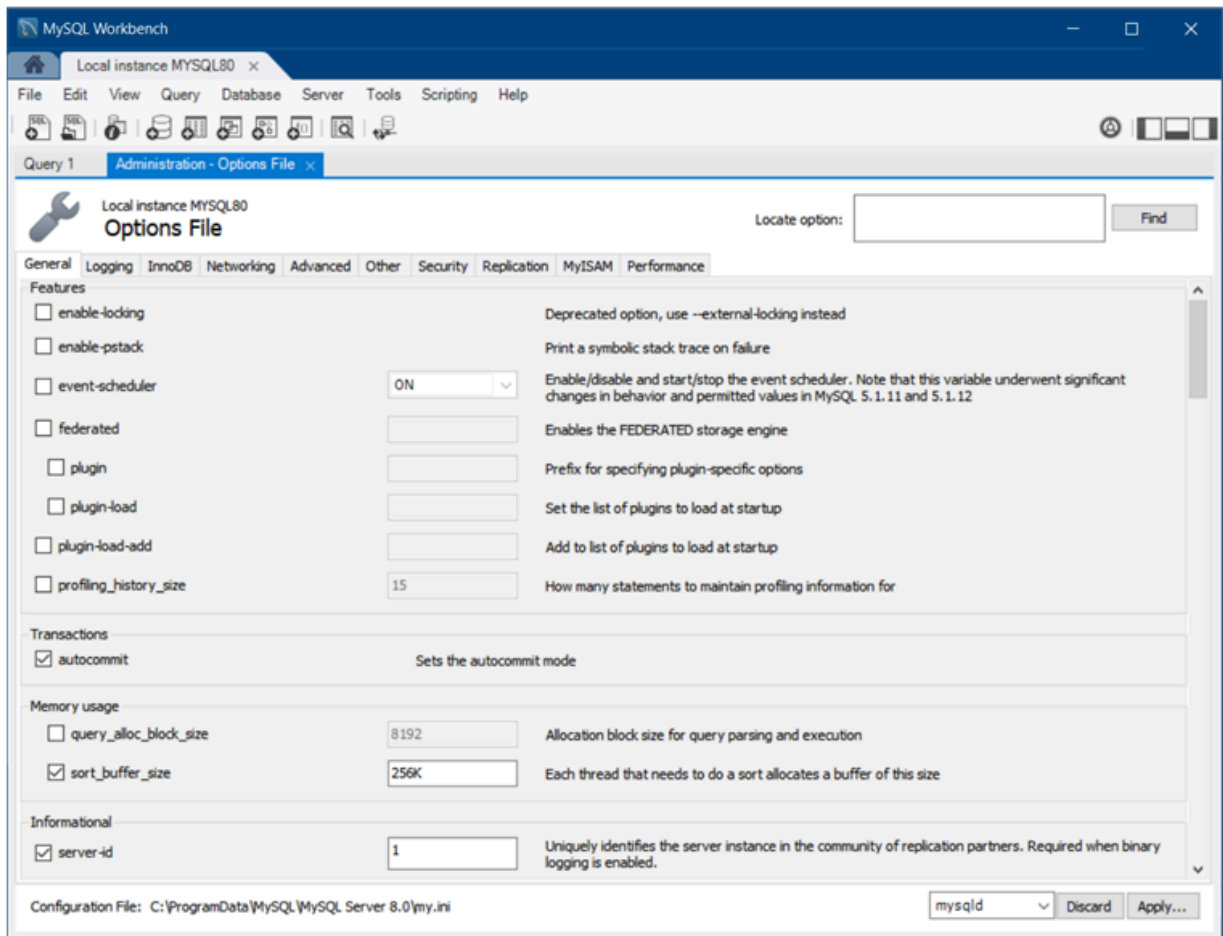 MySQL Workbench
Local instance MYSQL80
File Edit View Query Database Server Tools Scripting Help
Query 1 Administration - Options File
Local instance MYSQL80
Options File
Locate option: Find
General Logging InnoDB Networking Advanced Other Security Replication MyISAM Performance
Features
enable-locking Deprecated option, use --external-locking instead
enable-pstack Print a symbolic stack trace on failure
event-scheduler ON Enable/disable and start/stop the event scheduler. Note that this variable underwent significant
changes in behavior and permitted values in MySQL 5.1.11 and 5.1.12
federated Enables the FEDERATED storage engine
plugin Prefix for specifying plugin-specific options
plugin-load Set the list of plugins to load at startup
plugin-load-add Add to list of plugins to load at startup
profiling_history_size 15 How many statements to maintain profiling information for
Transactions
autocommit Sets the autocommit mode
Memory usage
query_alloc_block_size 8192 Allocation block size for query parsing and execution
sort_buffer_size 256K Each thread that needs to do a sort allocates a buffer of this size
Informational
server-id 1 Uniquely identifies the server instance in the community of replication partners. Required when binary
logging is enabled.
Configuration File: C:\ProgramData\MySQL\MySQL Server 8.0\my.ini mysqld Discard Apply...